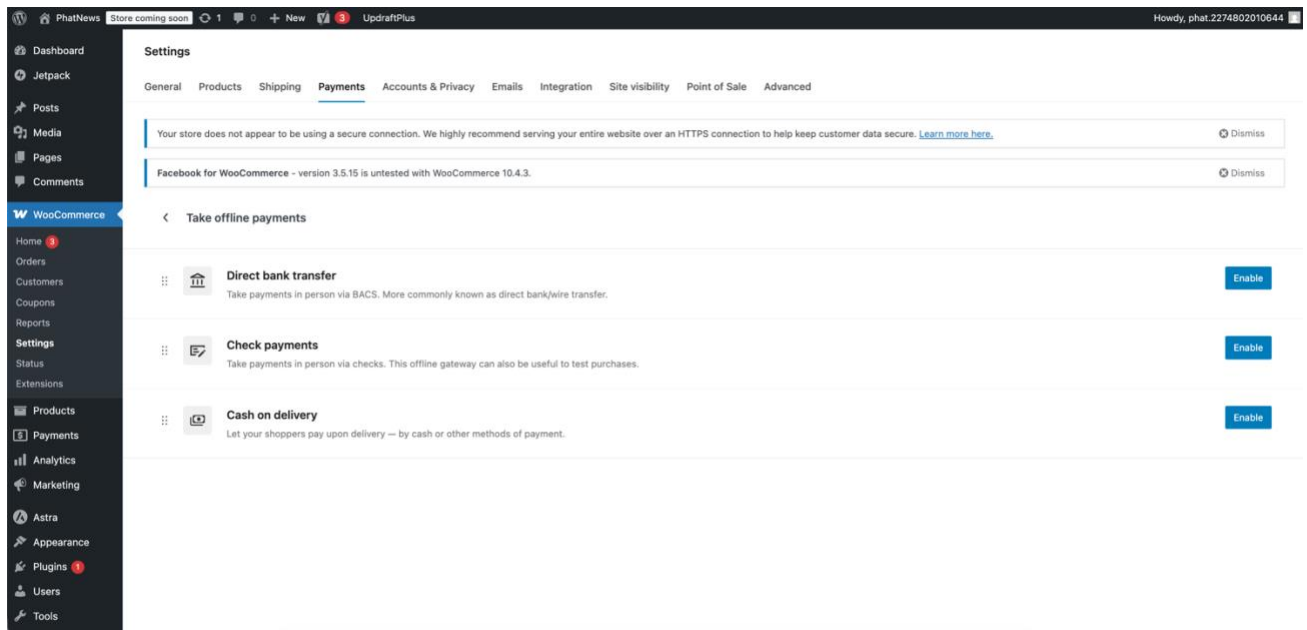 PhatNews Store coming soon 1 0 + New 3 UpdraftPlus Howdy, phat.2274802010644
Dashboard
Jetpack
Posts
Media
Pages
Comments
WooCommerce
Home 3
Orders
Customers
Coupons
Reports
Settings
Status
Extensions
Products
Payments
Analytics
Marketing
Astra
Appearance
Plugins 1
Users
Tools
Settings
General Products Shipping Payments Accounts & Privacy Emails Integration Site visibility Point of Sale Advanced
Your store does not appear to be using a secure connection. We highly recommend serving your entire website over an HTTPS connection to help keep customer data secure. Learn more here. Dismiss
Facebook for WooCommerce - version 3.5.15 is untested with WooCommerce 10.4.3. Dismiss
Take offline payments
Direct bank transfer
Take payments in person via BACS. More commonly known as direct bank/wire transfer.
Enable
Check payments
Take payments in person via checks. This offline gateway can also be useful to test purchases.
Enable
Cash on delivery
Let your shoppers pay upon delivery — by cash or other methods of payment.
Enable